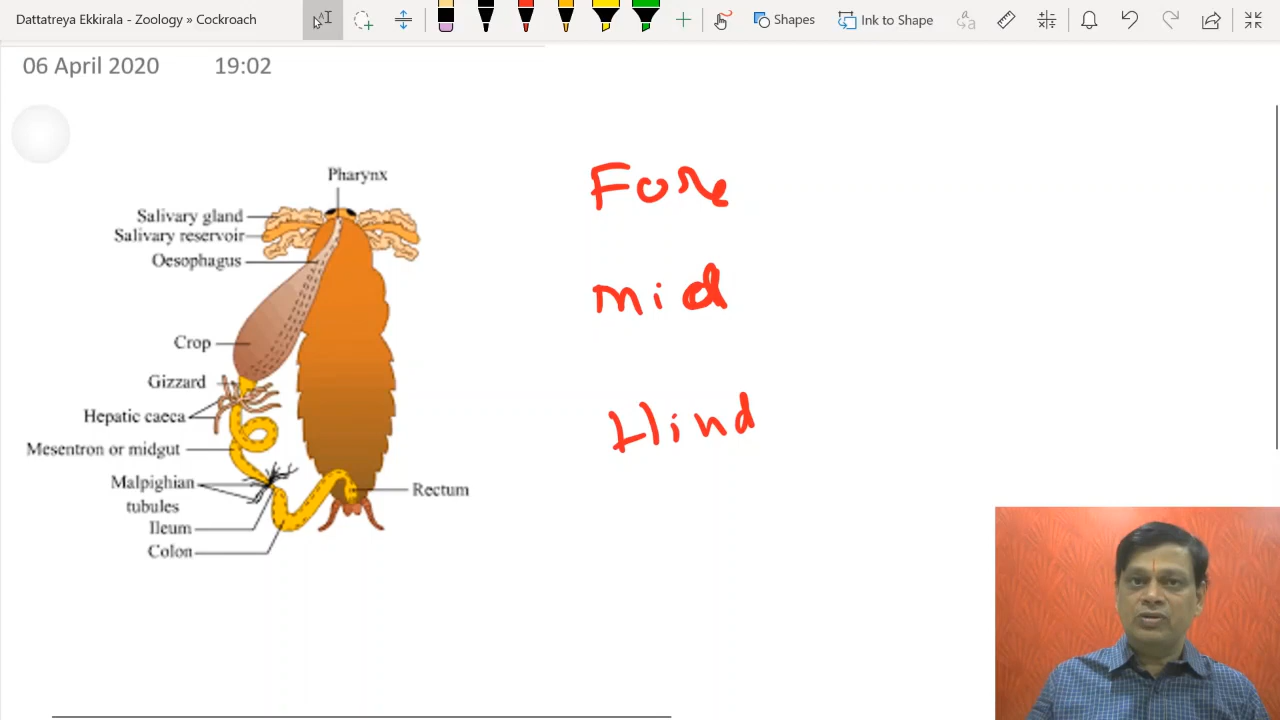 Dattatreya Ekkirala - Zoology » Cockroach
Shapes
Ink to Shape
06 April 2020 19:02
Pharynx
Salivary gland
Salivary reservoir
Oesophagus
Crop
Gizzard
Hepatic caeca
Mesentron or midgut
Malpighian
tubules
Ileum
Colon
Rectum
Fore
mid
Hind